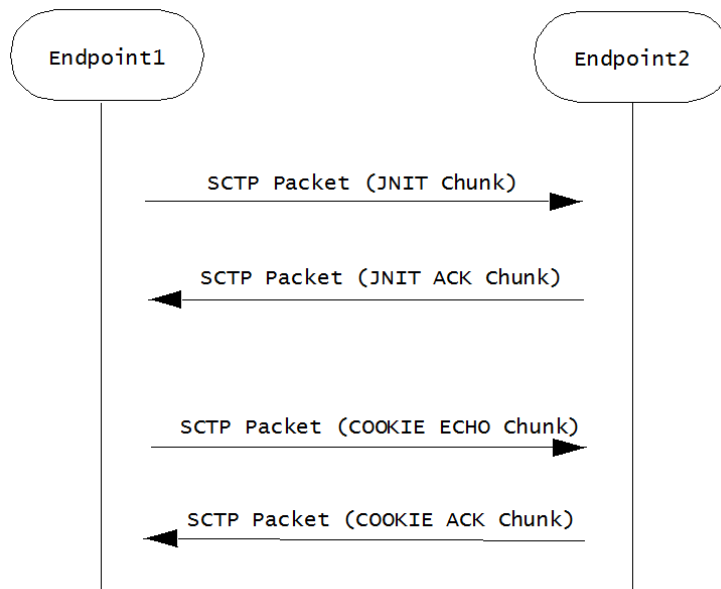 Endpoint1
Endpoint2
SCTP Packet (JNIT Chunk)
SCTP Packet (JNIT ACK Chunk)
SCTP Packet (COOKIE ECHO Chunk)
SCTP Packet (COOKIE ACK Chunk)